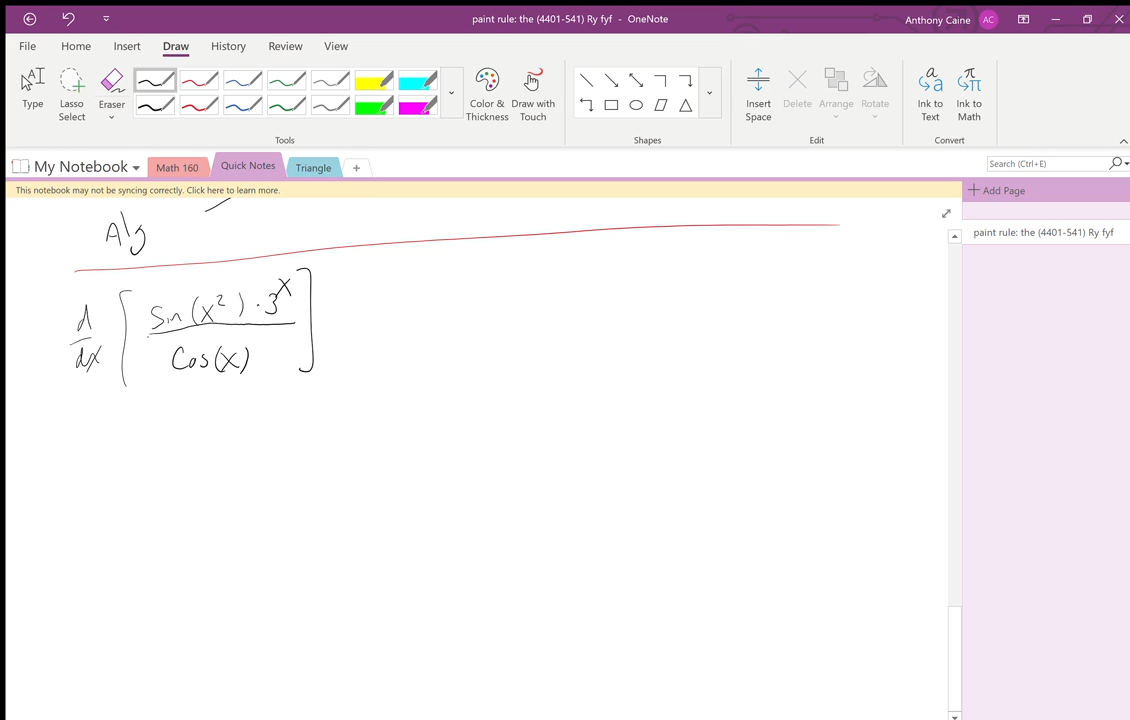 paint rule: the (4401-541) Ry fyf - OneNote
Anthony Caine AC
File Home Insert Draw History Review View
Type
Lasso Select
Eraser
Color & Thickness
Draw with Touch
Insert Space
Delete
Arrange
Rotate
Ink to Text
Ink to Math
Tools Shapes Edit Convert
My Notebook Math 160 Quick Notes Triangle +
Search (Ctrl+E)
This notebook may not be syncing correctly. Click here to learn more.
Add Page
paint rule: the (4401-541) Ry fyf
Alg
d/dx [ (Sin(x²) · 3^x) / Cos(x) ]